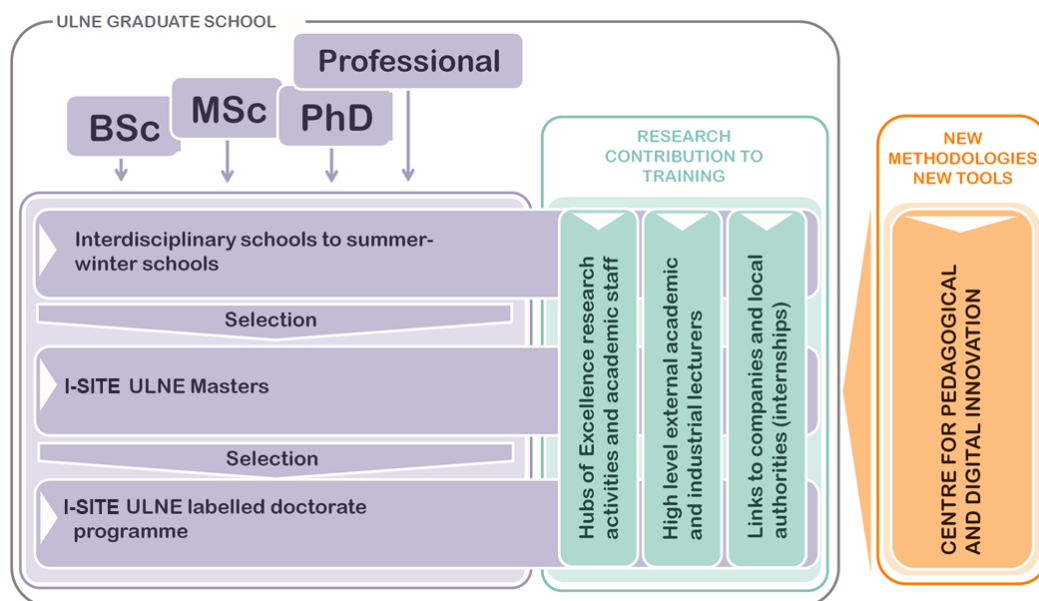 ULNE GRADUATE SCHOOL
Professional
MSc
BSc
PhD
RESEARCH
CONTRIBUTION TO
TRAINING
NEW
METHODOLOGIES
NEW TOOLS
Interdisciplinary schools to summer-
winter schools
Selection
I-SITE ULNE Masters
Selection
I-SITE ULNE labelled doctorate
programme
Hubs of Excellence research
activities and academic staff
High level external academic
and industrial lecturers
Links to companies and local
authorities (internships)
CENTRE FOR PEDAGOGICAL
AND DIGITAL INNOVATION